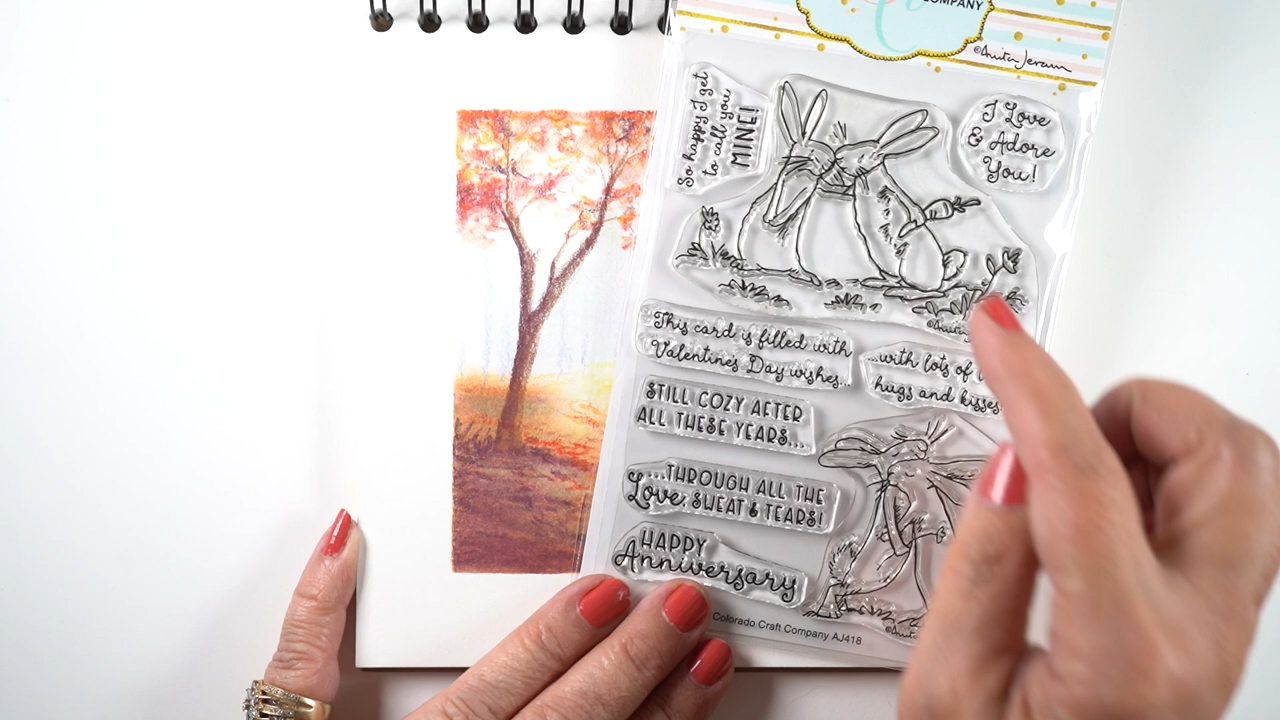 COMPANY
©Anita Jeram
So happy I get
to call you
MINE!
I Love
& Adore
You!
This card is filled with
Valentine's Day wishes...
...with lots of
hugs and kisses
STILL COZY AFTER
ALL THESE YEARS...
...THROUGH ALL THE
Love, SWEAT & TEARS!
HAPPY
Anniversary
Colorado Craft Company AJ418